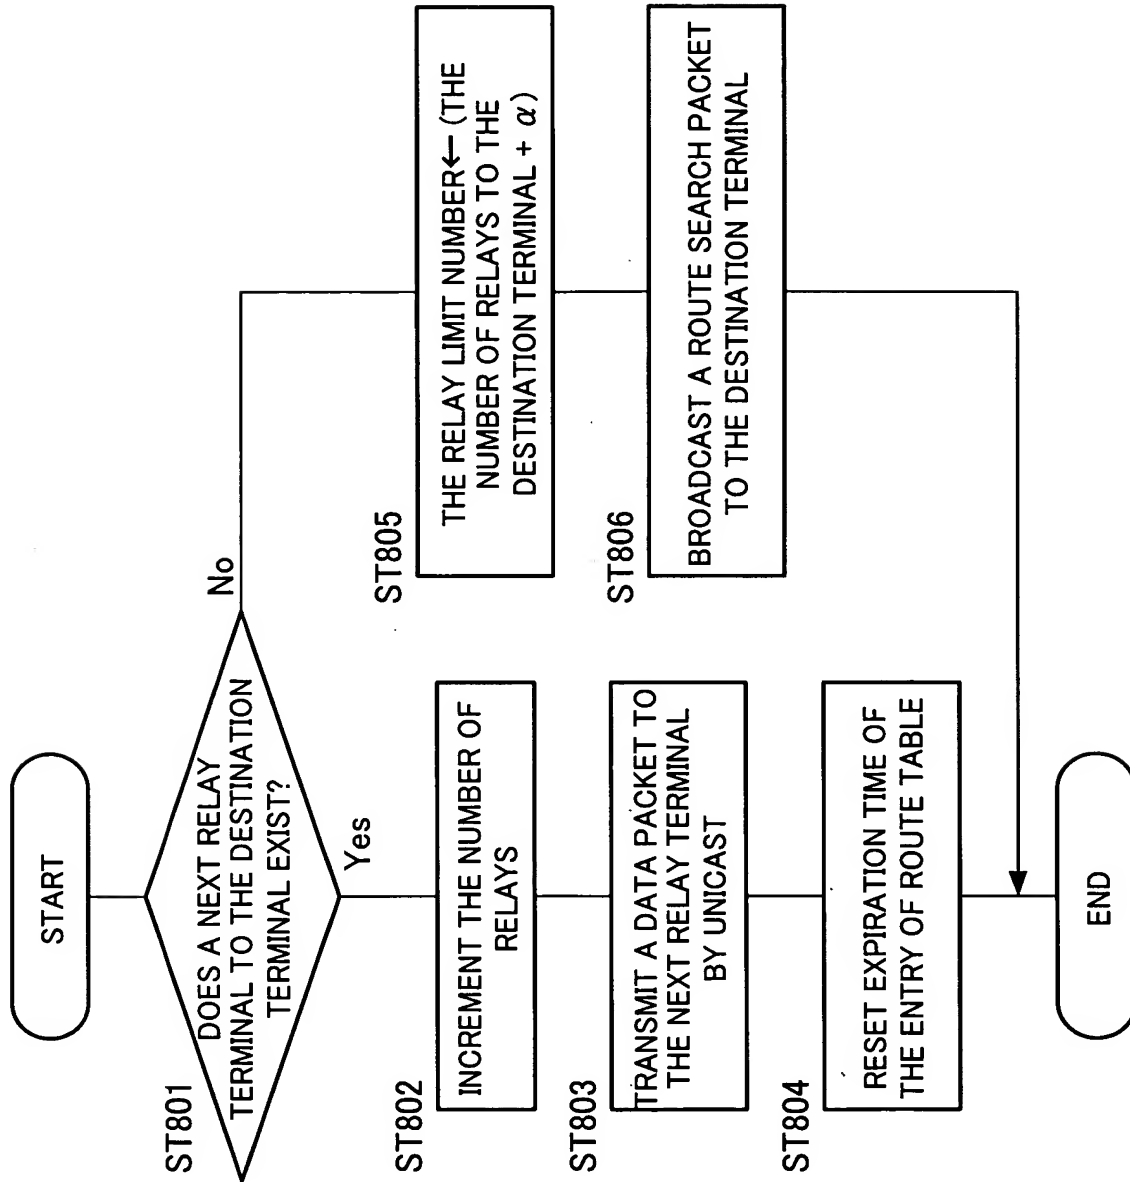 START
ST801
DOES A NEXT RELAY
TERMINAL TO THE DESTINATION
TERMINAL EXIST?
Yes
No
ST802
INCREMENT THE NUMBER OF
RELAYS
ST803
TRANSMIT A DATA PACKET TO
THE NEXT RELAY TERMINAL
BY UNICAST
ST804
RESET EXPIRATION TIME OF
THE ENTRY OF ROUTE TABLE
ST805
THE RELAY LIMIT NUMBER← (THE
NUMBER OF RELAYS TO THE
DESTINATION TERMINAL + α)
ST806
BROADCAST A ROUTE SEARCH PACKET
TO THE DESTINATION TERMINAL
END